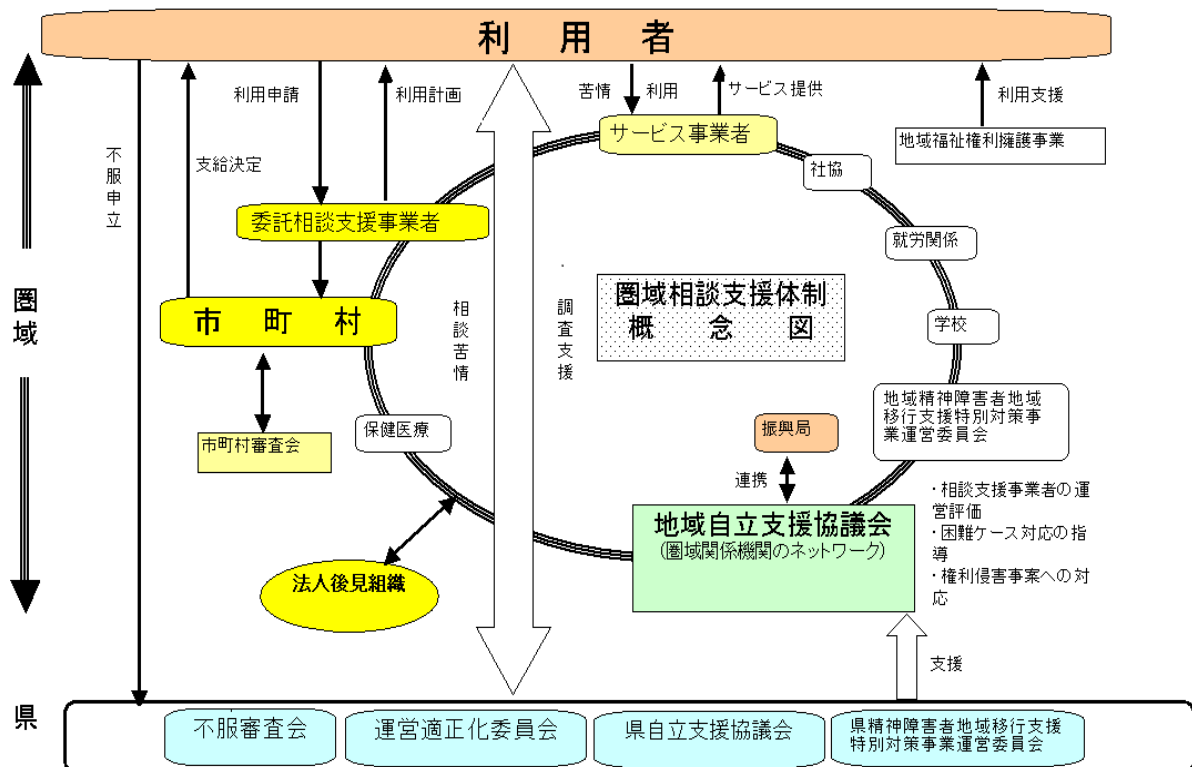 利用者
利用申請
利用計画
苦情
利用
サービス提供
利用支援
不服申立
支給決定
サービス事業者
地域福祉権利擁護事業
社協
委託相談支援事業者
就労関係
圏域
市町村
相談苦情
調査支援
圏域相談支援体制
概念図
学校
地域精神障害者地域
移行支援特別対策事
業運営委員会
保健医療
振興局
市町村審査会
連携
・相談支援事業者の運
営評価
・困難ケース対応の指
導
・権利侵害事案への対
応
地域自立支援協議会
(圏域関係機関のネットワーク)
法人後見組織
支援
県
不服審査会
運営適正化委員会
県自立支援協議会
県精神障害者地域移行支援
特別対策事業運営委員会